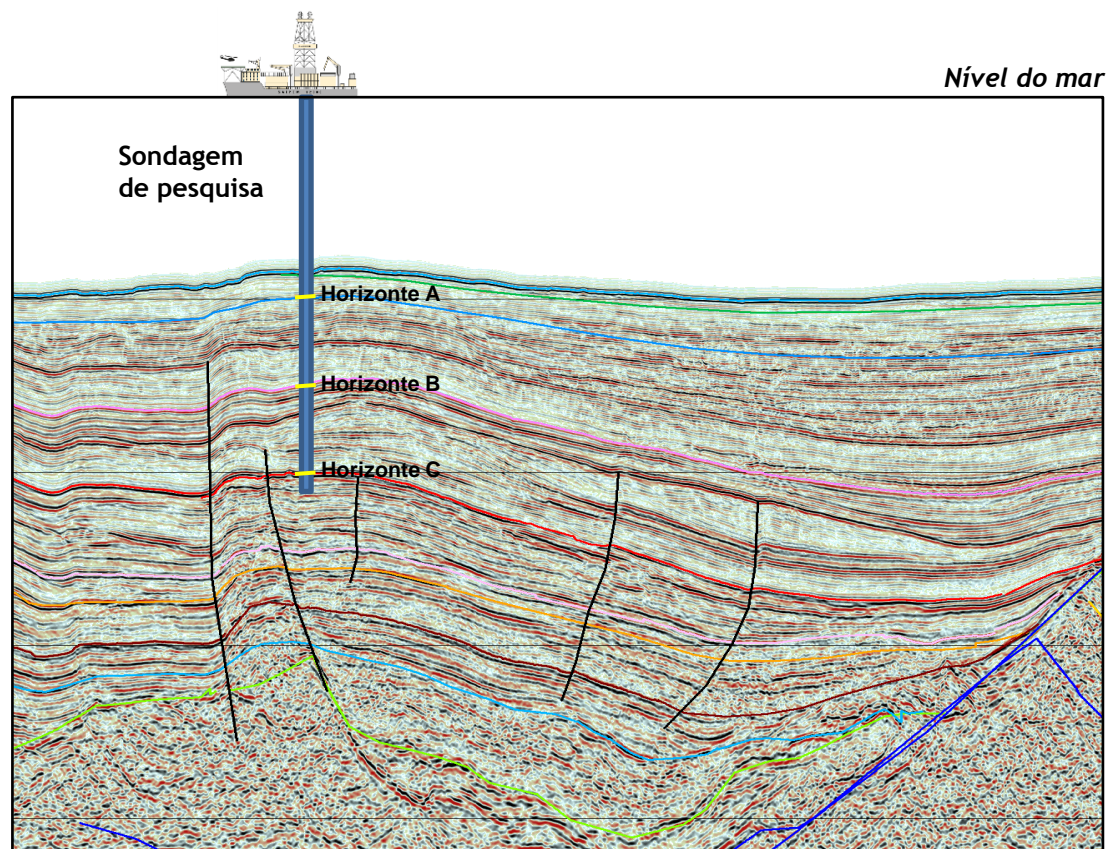 Nível do mar
Sondagem
de pesquisa
Horizonte A
Horizonte B
Horizonte C